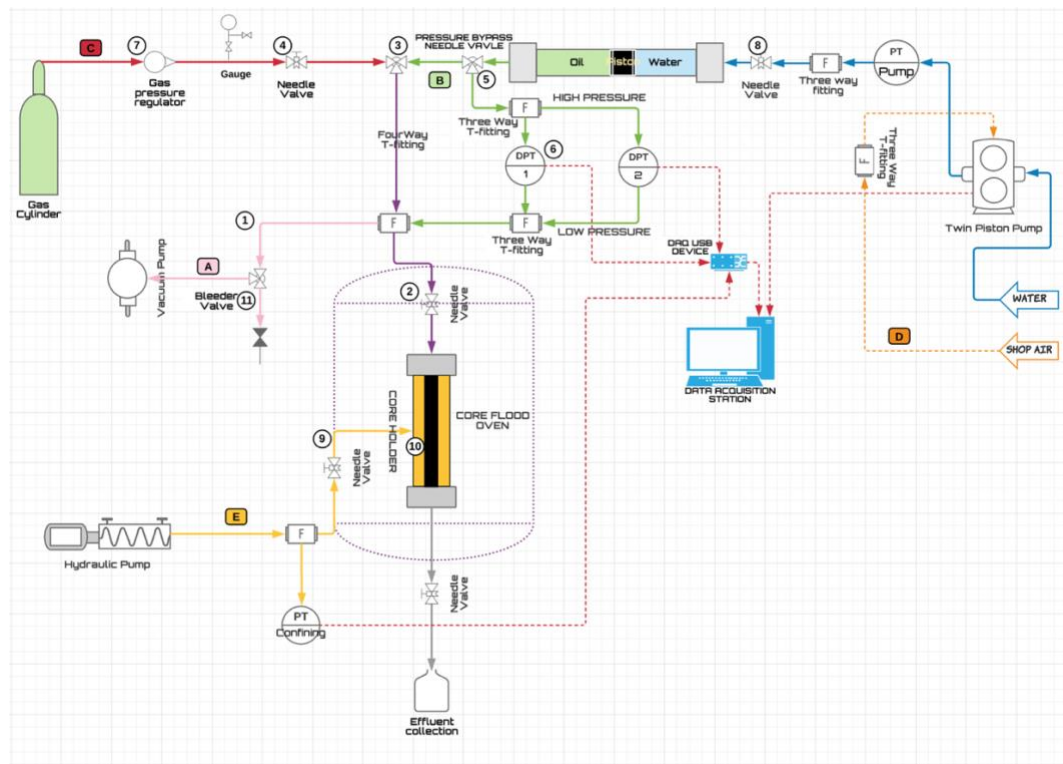 C
7
4
3
PRESSURE BYPASS
NEEDLE VAVLE
8
PT
Pump
Gauge
Gas
pressure
regulator
Needle
Valve
B
5
Oil
Piston
Water
Needle
Valve
F
Three way
fitting
Three Way
T-fitting
F
HIGH PRESSURE
FourWay
T-fitting
DPT
1
6
DPT
2
F
Three Way
T-fitting
Gas
Cylinder
Twin Piston Pump
1
F
F
Three Way
T-fitting
LOW PRESSURE
DAQ USB
DEVICE
Vacuum Pump
A
Bleeder
Valve
11
2
Needle
Valve
WATER
D
SHOP AIR
DATA ACQUISITION
STATION
CORE HOLDER
CORE FLOOD
OVEN
9
10
Needle
Valve
E
F
Hydraulic Pump
PT
Confining
Needle
Valve
Effluent
collection